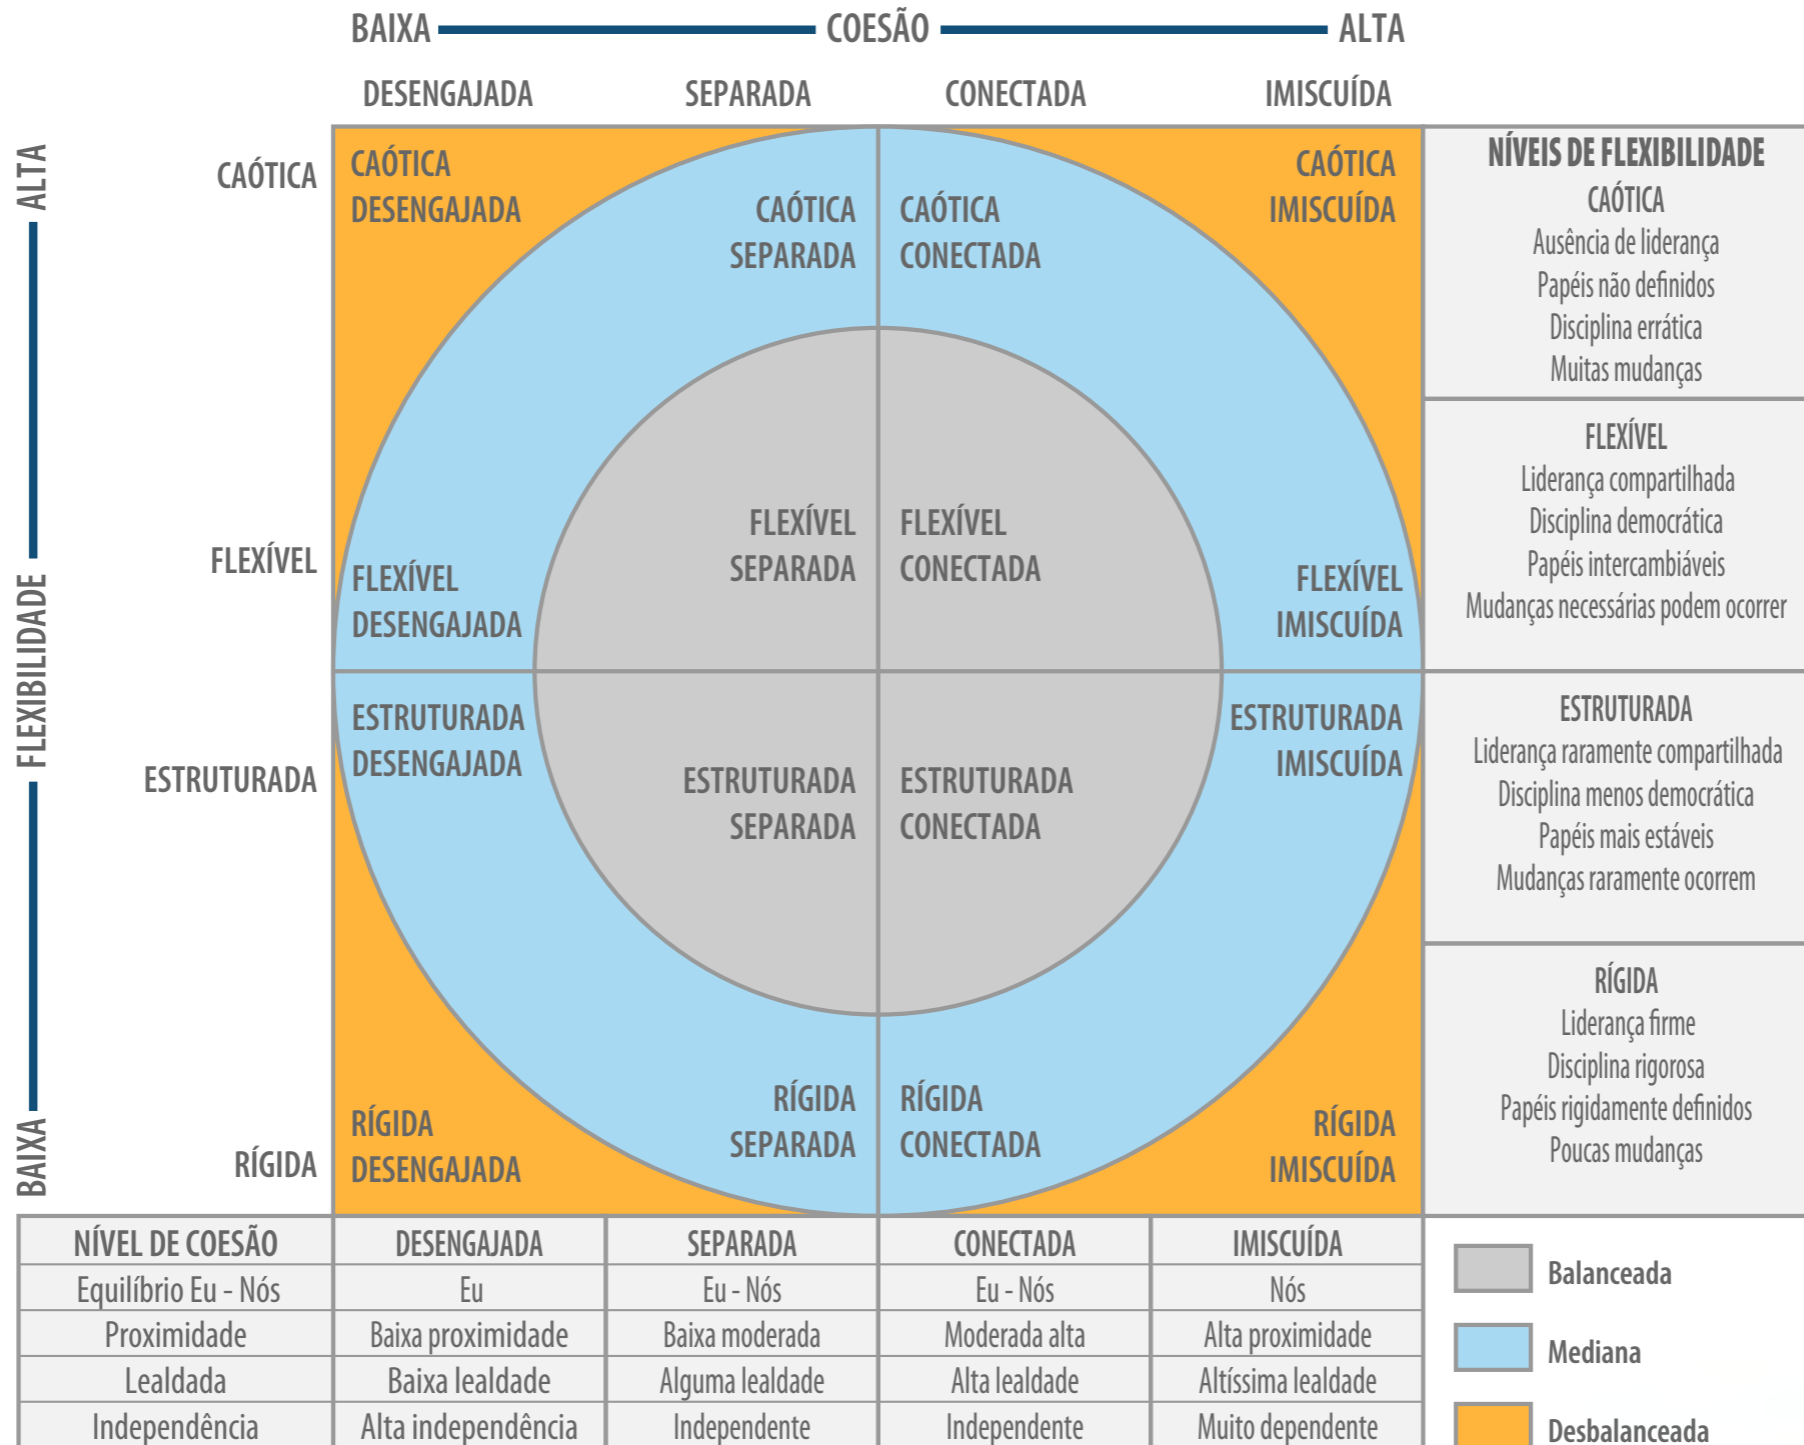 BAIXA COESÃO ALTA
DESENGAJADA SEPARADA CONECTADA IMISCUÍDA
ALTA
FLEXIBILIDADE
BAIXA
CAÓTICA
FLEXÍVEL
ESTRUTURADA
RÍGIDA
CAÓTICA
DESENGAJADA
CAÓTICA
SEPARADA
CAÓTICA
CONECTADA
CAÓTICA
IMISCUÍDA
FLEXÍVEL
DESENGAJADA
FLEXÍVEL
SEPARADA
FLEXÍVEL
CONECTADA
FLEXÍVEL
IMISCUÍDA
ESTRUTURADA
DESENGAJADA
ESTRUTURADA
SEPARADA
ESTRUTURADA
CONECTADA
ESTRUTURADA
IMISCUÍDA
RÍGIDA
DESENGAJADA
RÍGIDA
SEPARADA
RÍGIDA
CONECTADA
RÍGIDA
IMISCUÍDA
NÍVEIS DE FLEXIBILIDADE
CAÓTICA
Ausência de liderança
Papéis não definidos
Disciplina errática
Muitas mudanças
FLEXÍVEL
Liderança compartilhada
Disciplina democrática
Papéis intercambiáveis
Mudanças necessárias podem ocorrer
ESTRUTURADA
Liderança raramente compartilhada
Disciplina menos democrática
Papéis mais estáveis
Mudanças raramente ocorrem
RÍGIDA
Liderança firme
Disciplina rigorosa
Papéis rigidamente definidos
Poucas mudanças
NÍVEL DE COESÃO DESENGAJADA SEPARADA CONECTADA IMISCUÍDA
Equilíbrio Eu - Nós Eu Eu - Nós Eu - Nós Nós
Proximidade Baixa proximidade Baixa moderada Moderada alta Alta proximidade
Lealdada Baixa lealdade Alguma lealdade Alta lealdade Altíssima lealdade
Independência Alta independência Independente Independente Muito dependente
Balanceada
Mediana
Desbalanceada